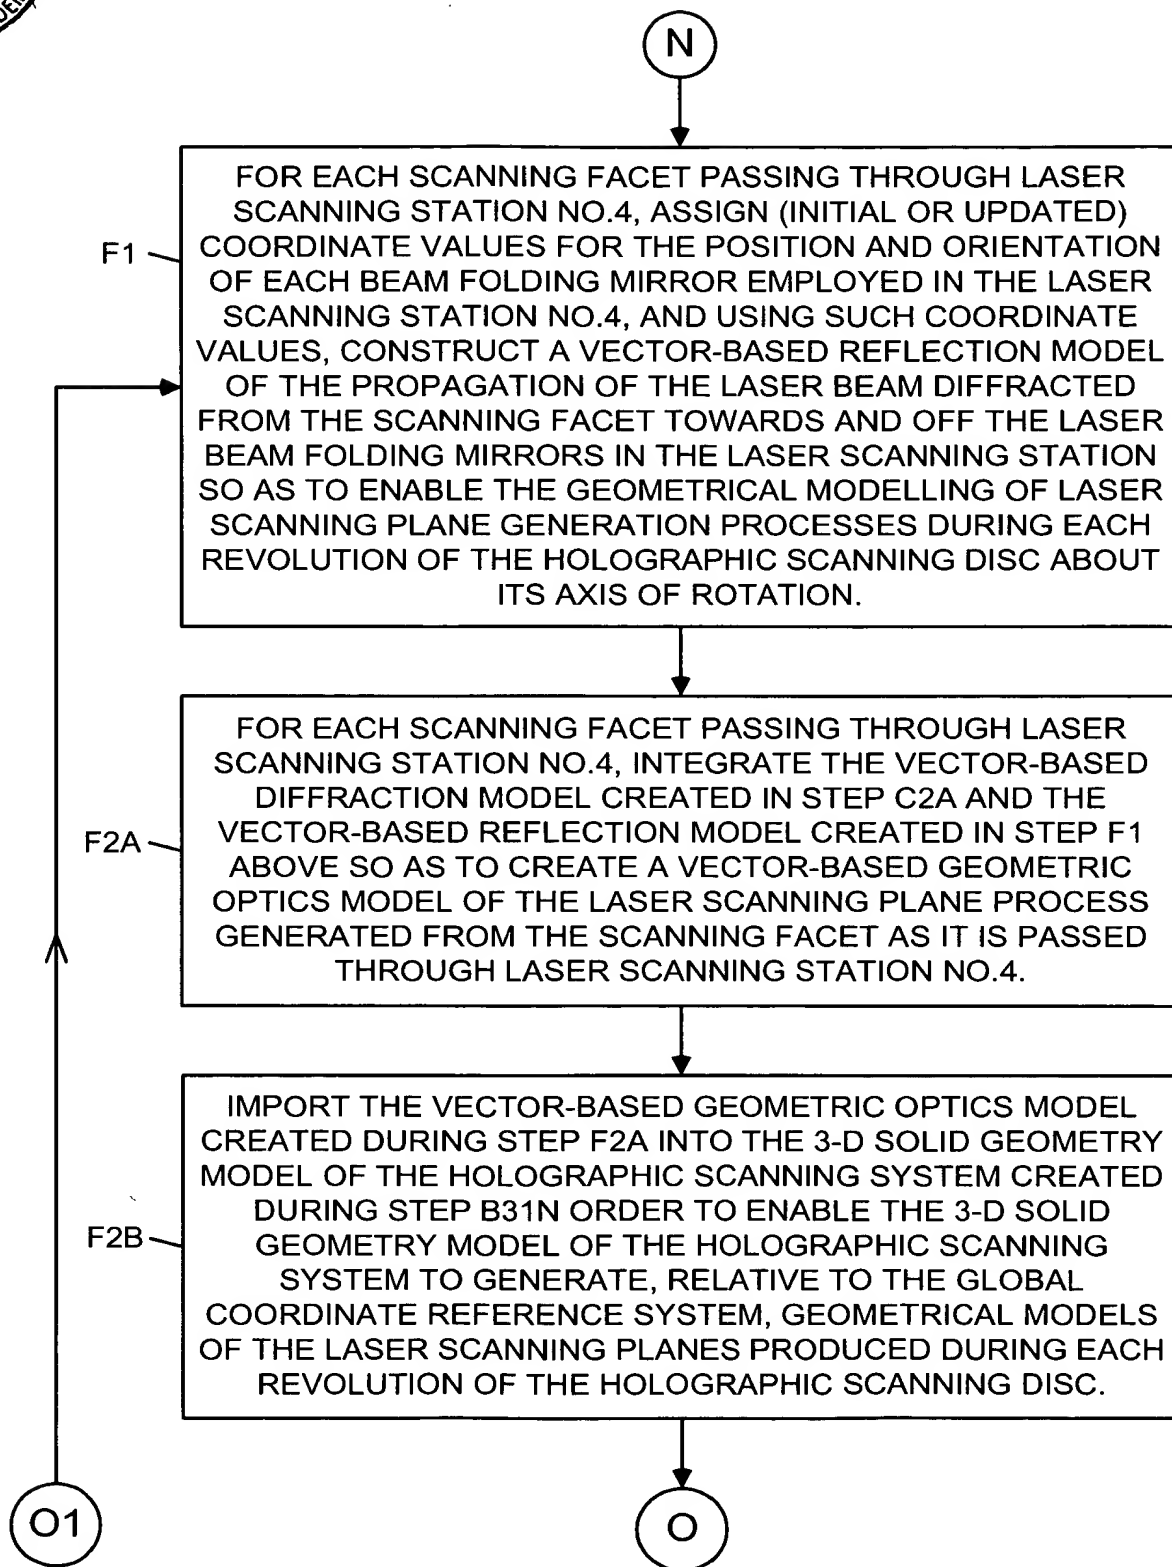 N
F1
FOR EACH SCANNING FACET PASSING THROUGH LASER
SCANNING STATION NO.4, ASSIGN (INITIAL OR UPDATED)
COORDINATE VALUES FOR THE POSITION AND ORIENTATION
OF EACH BEAM FOLDING MIRROR EMPLOYED IN THE LASER
SCANNING STATION NO.4, AND USING SUCH COORDINATE
VALUES, CONSTRUCT A VECTOR-BASED REFLECTION MODEL
OF THE PROPAGATION OF THE LASER BEAM DIFFRACTED
FROM THE SCANNING FACET TOWARDS AND OFF THE LASER
BEAM FOLDING MIRRORS IN THE LASER SCANNING STATION
SO AS TO ENABLE THE GEOMETRICAL MODELLING OF LASER
SCANNING PLANE GENERATION PROCESSES DURING EACH
REVOLUTION OF THE HOLOGRAPHIC SCANNING DISC ABOUT
ITS AXIS OF ROTATION.
F2A
FOR EACH SCANNING FACET PASSING THROUGH LASER
SCANNING STATION NO.4, INTEGRATE THE VECTOR-BASED
DIFFRACTION MODEL CREATED IN STEP C2A AND THE
VECTOR-BASED REFLECTION MODEL CREATED IN STEP F1
ABOVE SO AS TO CREATE A VECTOR-BASED GEOMETRIC
OPTICS MODEL OF THE LASER SCANNING PLANE PROCESS
GENERATED FROM THE SCANNING FACET AS IT IS PASSED
THROUGH LASER SCANNING STATION NO.4.
F2B
IMPORT THE VECTOR-BASED GEOMETRIC OPTICS MODEL
CREATED DURING STEP F2A INTO THE 3-D SOLID GEOMETRY
MODEL OF THE HOLOGRAPHIC SCANNING SYSTEM CREATED
DURING STEP B31N ORDER TO ENABLE THE 3-D SOLID
GEOMETRY MODEL OF THE HOLOGRAPHIC SCANNING
SYSTEM TO GENERATE, RELATIVE TO THE GLOBAL
COORDINATE REFERENCE SYSTEM, GEOMETRICAL MODELS
OF THE LASER SCANNING PLANES PRODUCED DURING EACH
REVOLUTION OF THE HOLOGRAPHIC SCANNING DISC.
O1
O